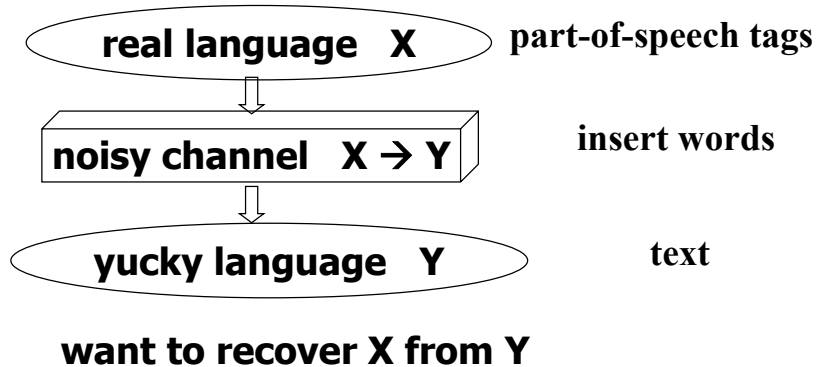 real language X
part-of-speech tags
noisy channel X → Y
insert words
yucky language Y
text
want to recover X from Y